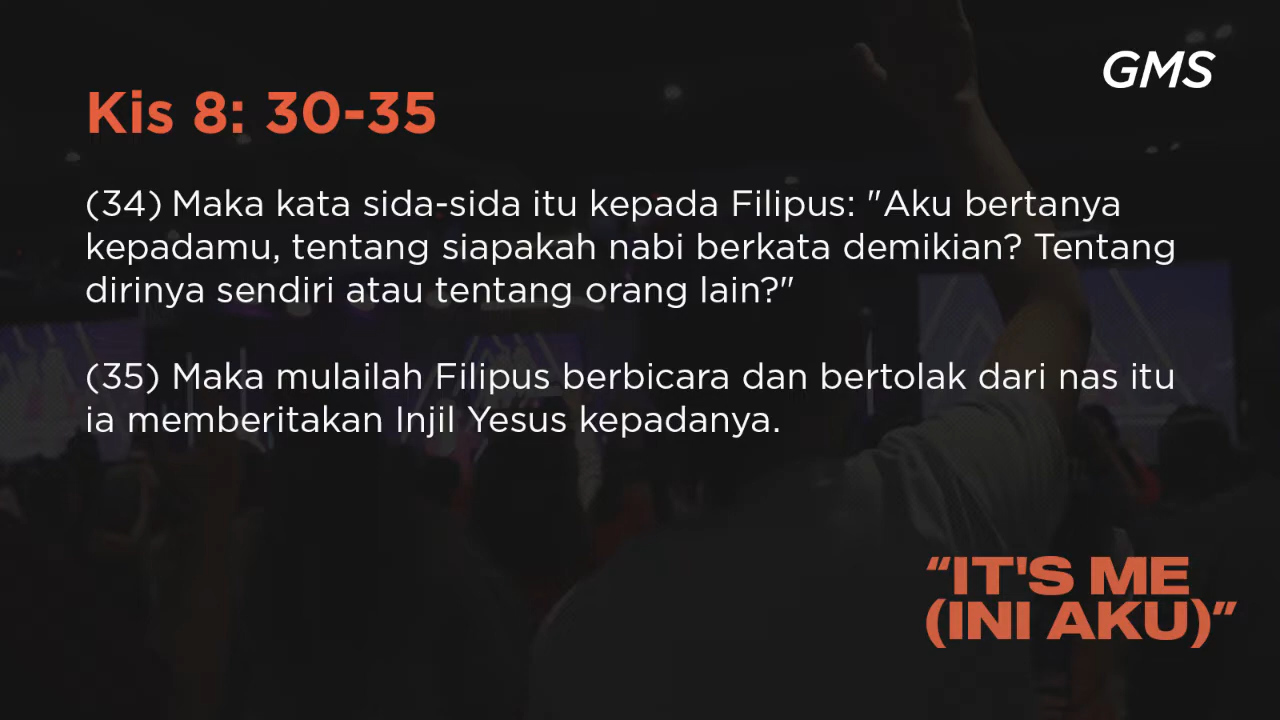 GMS
Kis 8: 30-35
(34) Maka kata sida-sida itu kepada Filipus: "Aku bertanya
kepadamu, tentang siapakah nabi berkata demikian? Tentang
dirinya sendiri atau tentang orang lain?"
(35) Maka mulailah Filipus berbicara dan bertolak dari nas itu
ia memberitakan Injil Yesus kepadanya.
“IT'S ME
(INI AKU)”